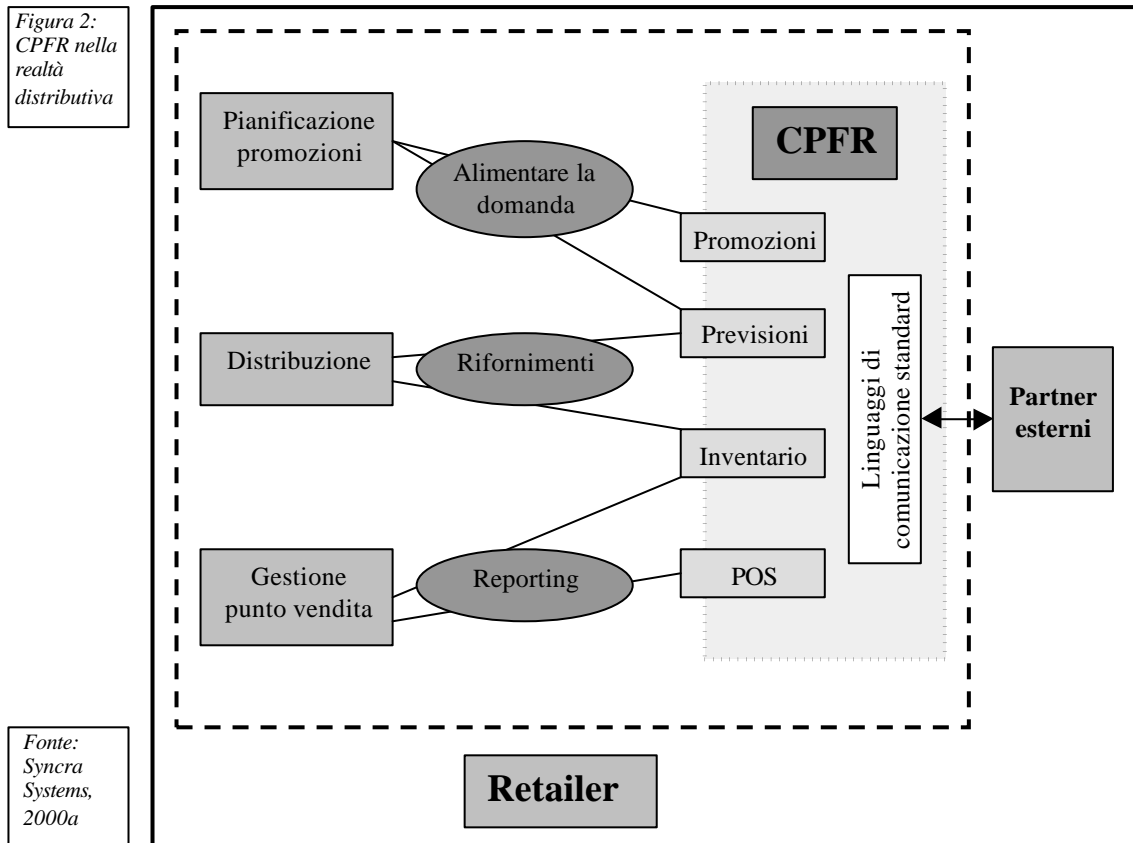 Figura 2:
CPFR nella
realtà
distributiva
Pianificazione
promozioni
Alimentare la
domanda
CPFR
Promozioni
Distribuzione
Rifornimenti
Previsioni
Linguaggi di
comunicazione standard
Partner
esterni
Inventario
Gestione
punto vendita
Reporting
POS
Fonte:
Syncra
Systems,
2000a
Retailer